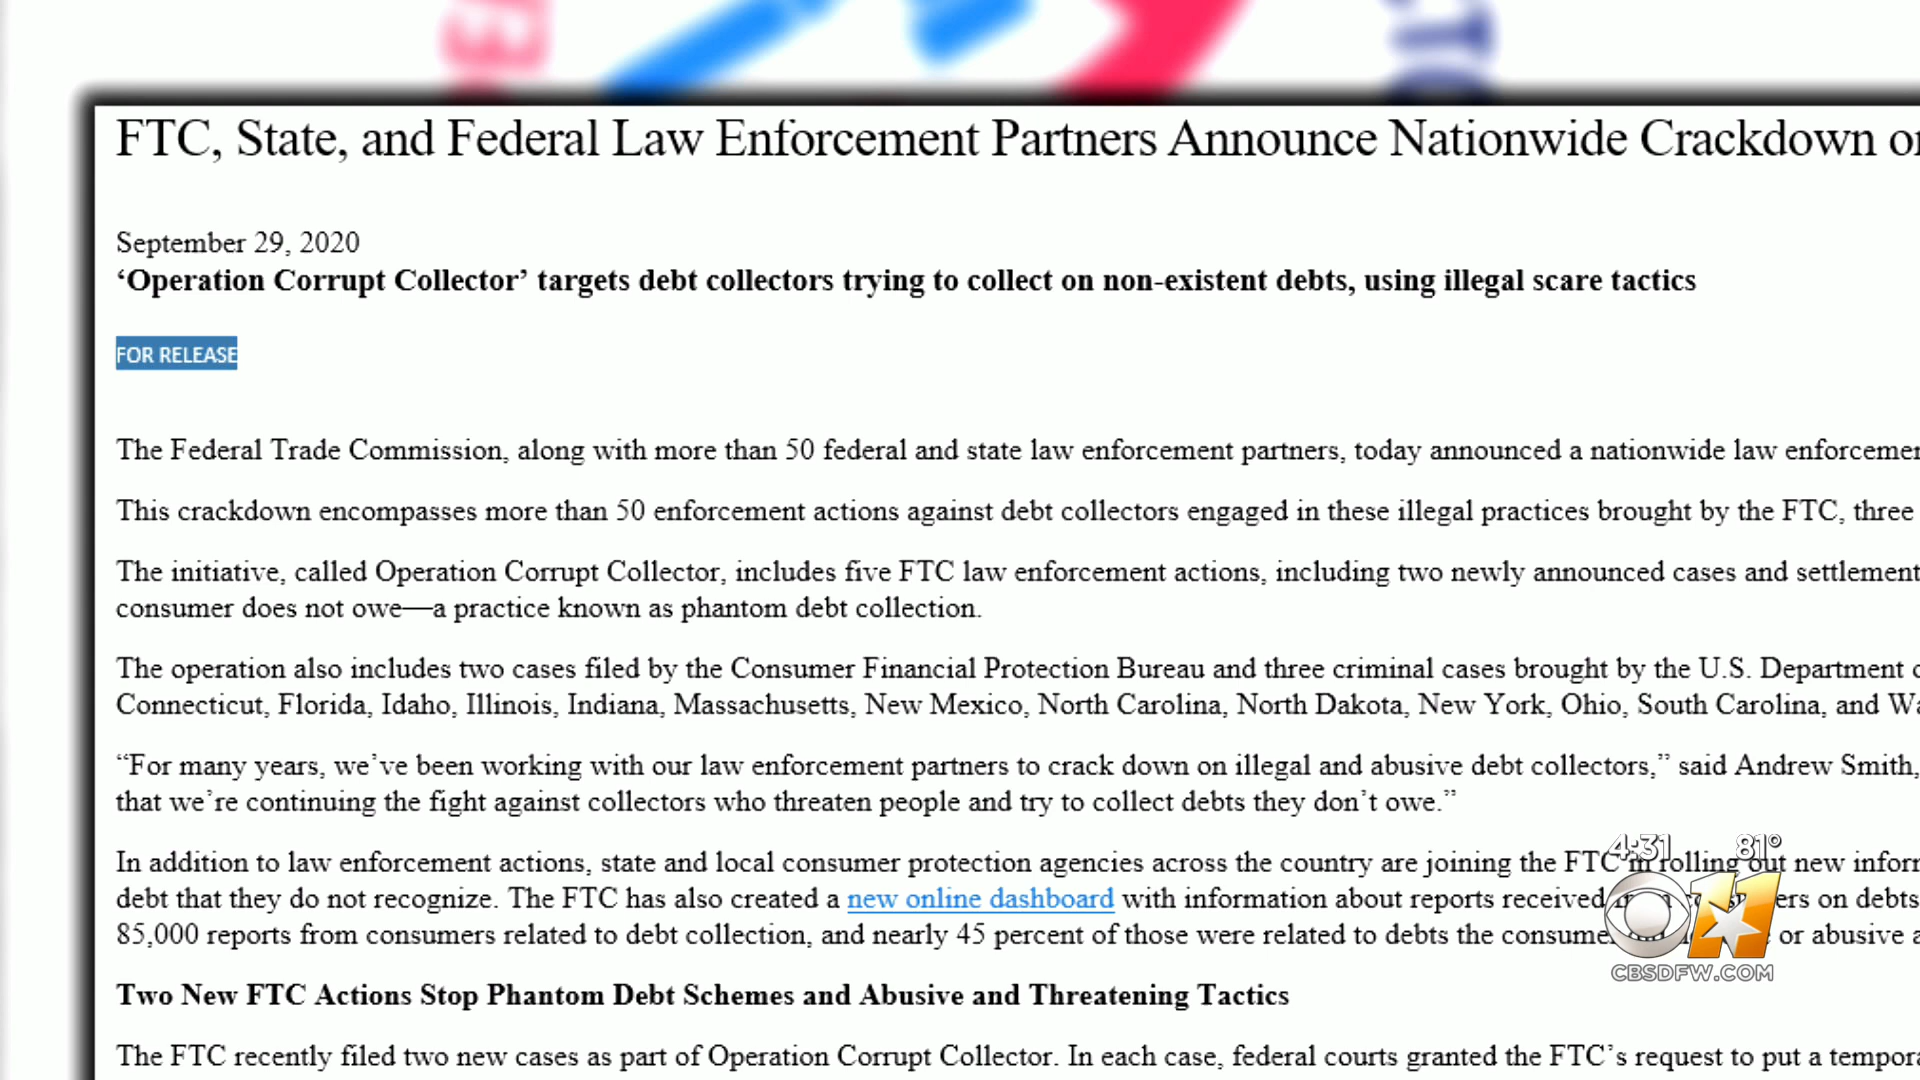 FTC, State, and Federal Law Enforcement Partners Announce Nationwide Crackdown
September 29, 2020
‘Operation Corrupt Collector’ targets debt collectors trying to collect on non-existent debts, using illegal scare tactics
FOR RELEASE
The Federal Trade Commission, along with more than 50 federal and state law enforcement partners, today announced a nationwide law
This crackdown encompasses more than 50 enforcement actions against debt collectors engaged in these illegal practices brought by the FTC, three
The initiative, called Operation Corrupt Collector, includes five FTC law enforcement actions, including two newly announced cases and
consumer does not owe—a practice known as phantom debt collection.
The operation also includes two cases filed by the Consumer Financial Protection Bureau and three criminal cases brought by the U.S. Department
Connecticut, Florida, Idaho, Illinois, Indiana, Massachusetts, New Mexico, North Carolina, North Dakota, New York, Ohio, South Carolina, and
“For many years, we’ve been working with our law enforcement partners to crack down on illegal and abusive debt collectors,” said Andrew Smith,
that we’re continuing the fight against collectors who threaten people and try to collect debts they don’t owe.”
In addition to law enforcement actions, state and local consumer protection agencies across the country are joining the FTC in rolling out new
debt that they do not recognize. The FTC has also created a new online dashboard with information about reports received on debts
85,000 reports from consumers related to debt collection, and nearly 45 percent of those were related to debts the or abusive
Two New FTC Actions Stop Phantom Debt Schemes and Abusive and Threatening Tactics
The FTC recently filed two new cases as part of Operation Corrupt Collector. In each case, federal courts granted the FTC’s request to put a
4:31 81°
11
CBSDFW.COM